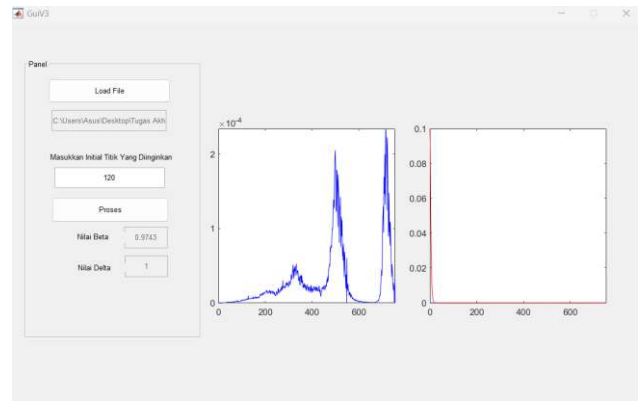 GuiV3
Panel
Load File
C:\Users\Asus\Desktop\Tugas Akh
Masukkan Initial Titik Yang Diinginkan
120
Proses
Nilai Beta 0.9743
Nilai Delta 1
×10-4
2
1
0
0 200 400 600
0.1
0.08
0.06
0.04
0.02
0
0 200 400 600